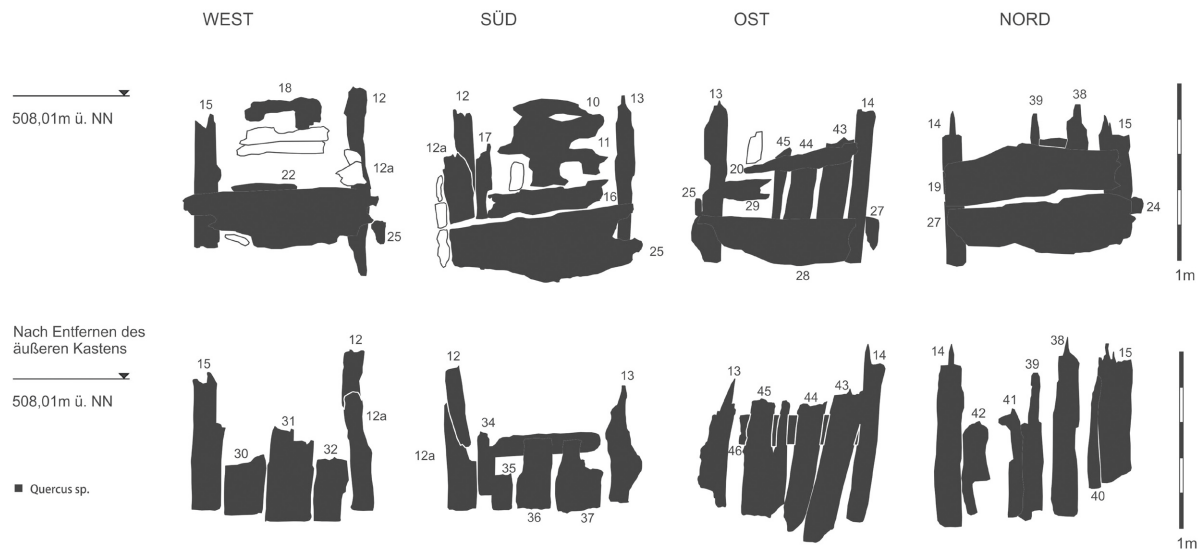 WEST SÜD OST NORD
508,01m ü. NN
15 18 12 12a 22 25
12 12a 17 10 13 11 16 25
13 14 45 44 43 20 25 29 27 28
14 39 38 15 19 27 24
1m
Nach Entfernen des
äußeren Kastens
508,01m ü. NN
15 12 12a 31 30 32
12 13 34 12a 35 36 37
13 14 45 44 43 46
14 38 15 39 41 42 40
Quercus sp.
1m